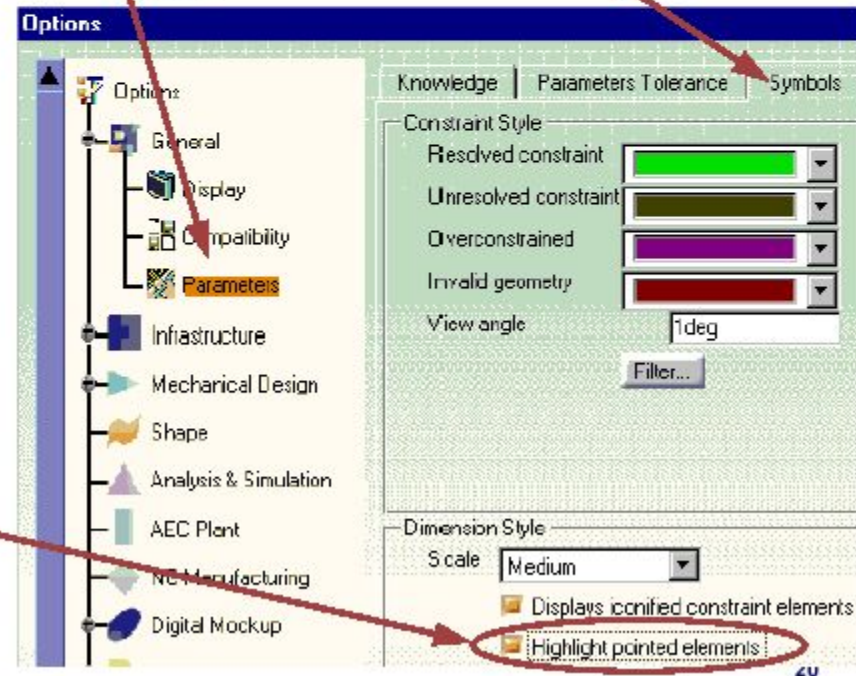 Options
Options
General
Display
Compatibility
Parameters
Infrastructure
Mechanical Design
Shape
Analysis & Simulation
AEC Plant
NC Manufacturing
Digital Mockup
Knowledge
Parameters Tolerance
Symbols
Constraint Style
Resolved constraint
Unresolved constraint
Overconstrained
Invalid geometry
View angle
1deg
Filter...
Dimension Style
Scale
Medium
Displays iconified constraint elements
Highlight pointed elements
20